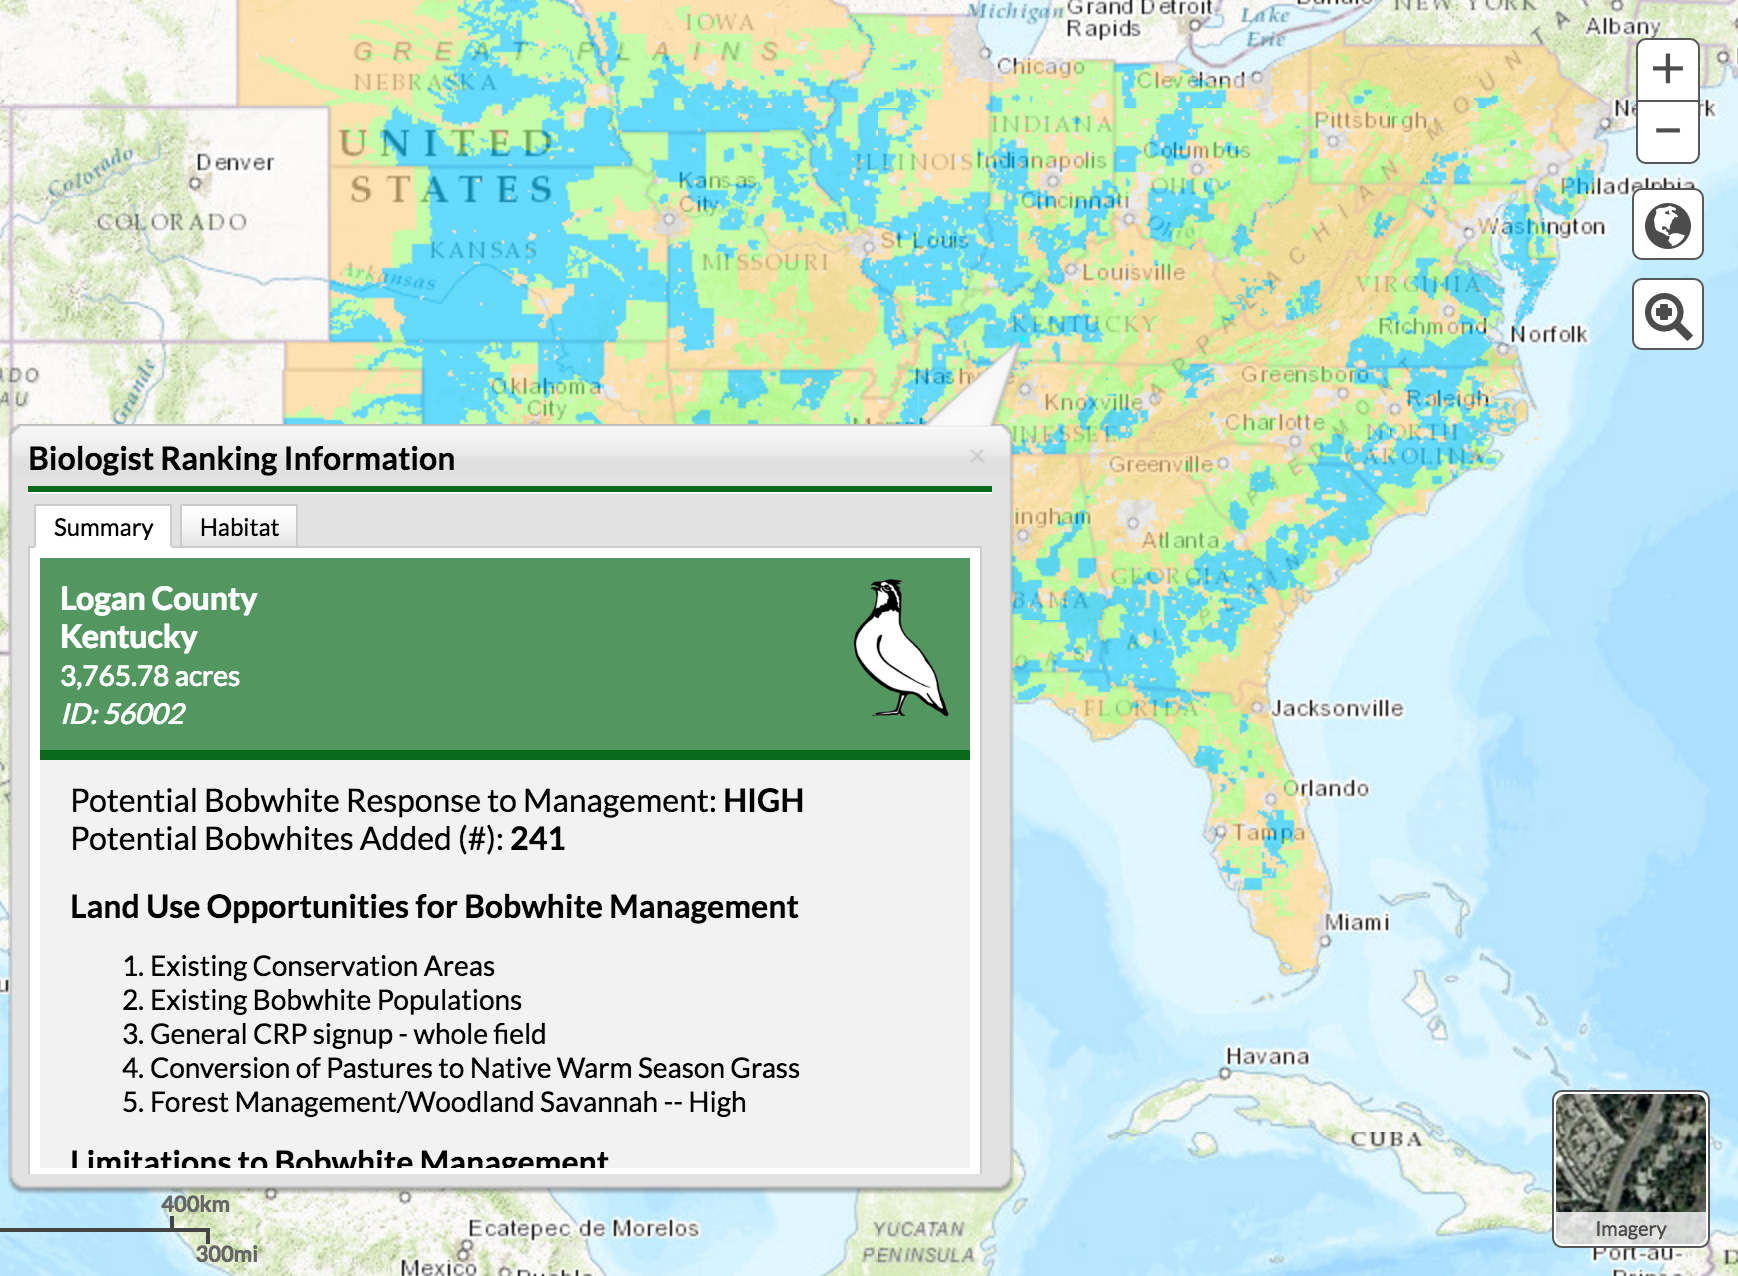 IOWA
GREAT PLAINS
NEBRASKA
Michigan
Grand
Rapids
Detroit
Lake
Erie
NEW YORK
Albany
Chicago
Cleveland
UNITED
STATES
Denver
Colorado
COLORADO
INDIANA
ILLINOIS
Indianapolis
Columbus
OHIO
Pittsburgh
APPALACHIAN MOUNTA
Philadelphia
Kansas
City
Cincinnati
Ohio
Washington
St Louis
KANSAS
MISSOURI
Louisville
Arkansas
VIRGINIA
KENTUCKY
Richmond
Norfolk
Grande
Oklahoma
City
Nashv
Knoxville
Greensboro
Raleigh
Charlotte
NORTH
CAROLINA
PIEDMONT
NNESSEE
Greenville
ingham
Atlanta
GEORGIA
BAMA
FLORIDA
Jacksonville
Orlando
Tampa
Miami
Havana
CUBA
Port-au-
Biologist Ranking Information
×
Summary
Habitat
Logan County
Kentucky
3,765.78 acres
ID: 56002
Potential Bobwhite Response to Management: HIGH
Potential Bobwhites Added (#): 241
Land Use Opportunities for Bobwhite Management
1. Existing Conservation Areas
2. Existing Bobwhite Populations
3. General CRP signup - whole field
4. Conversion of Pastures to Native Warm Season Grass
5. Forest Management/Woodland Savannah -- High
Limitations to Bobwhite Management
400km
300mi
Ecatepec de Morelos
Mexico
Puebla
YUCATAN
PENINSULA
Imagery
+
−